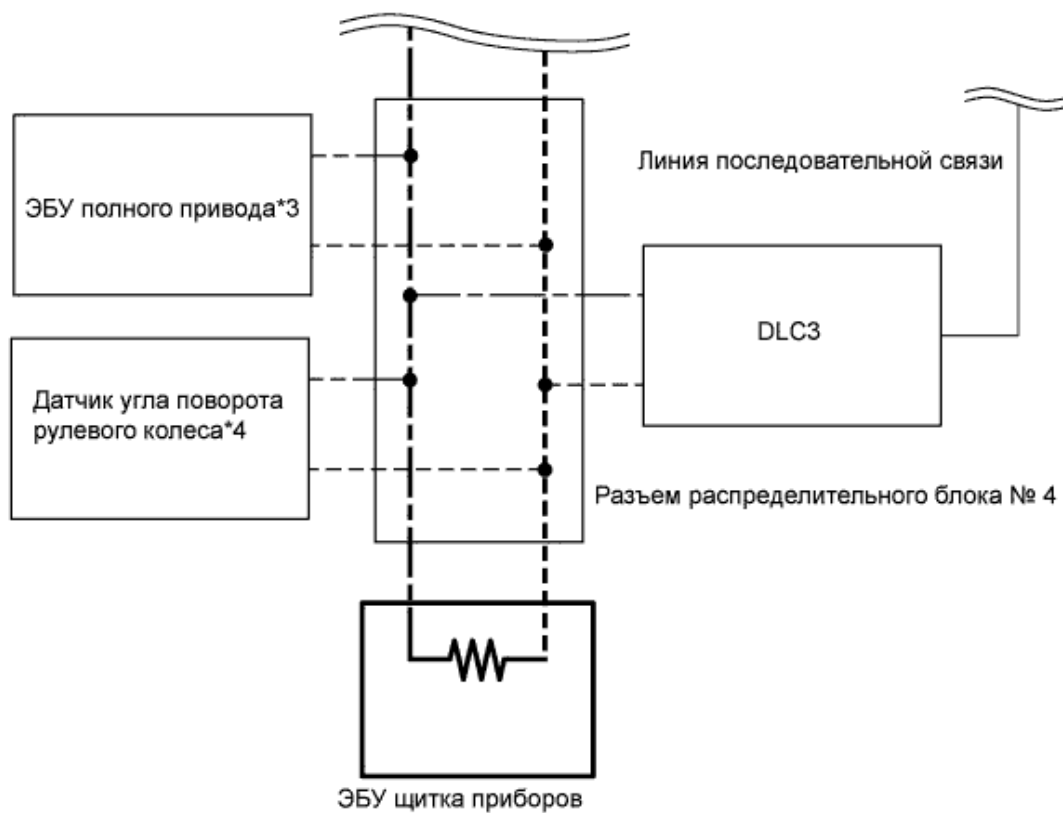 Линия последовательной связи
ЭБУ полного привода*3
DLC3
Датчик угла поворота
рулевого колеса*4
Разъем распределительного блока № 4
ЭБУ щитка приборов